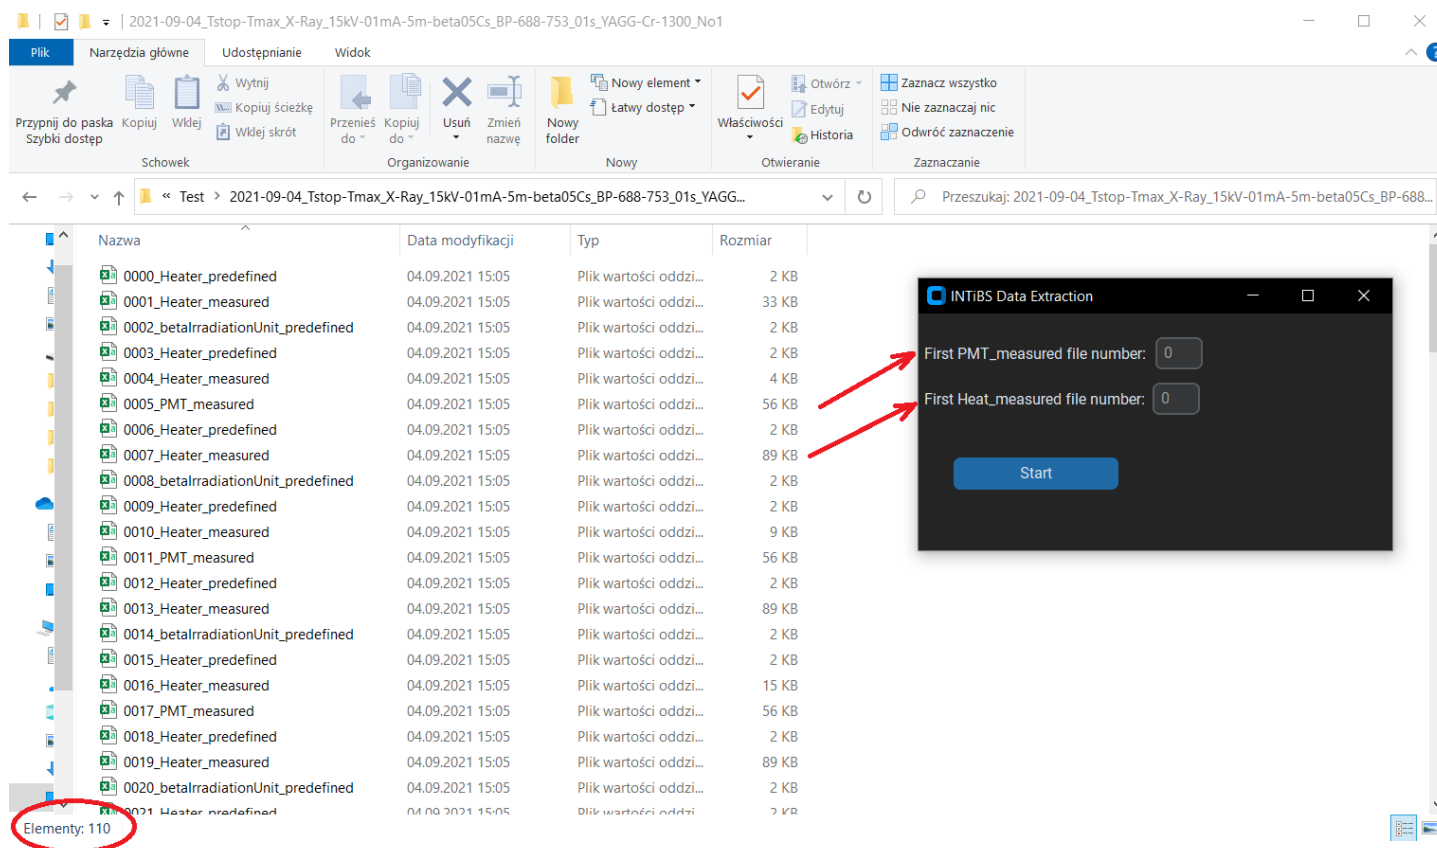 2021-09-04_Tstop-Tmax_X-Ray_15kV-01mA-5m-beta05Cs_BP-688-753_01s_YAGG-Cr-1300_No1
Plik Narzędzia główne Udostępnianie Widok
Przypnij do paska Szybki dostęp
Kopiuj
Wklej
Wytnij
Kopiuj ścieżkę
Wklej skrót
Schowek
Przenieś do
Kopiuj do
Usuń
Zmień nazwę
Organizowanie
Nowy folder
Nowy element
Łatwy dostęp
Nowy
Właściwości
Otwórz
Edytuj
Historia
Otwieranie
Zaznacz wszystko
Nie zaznaczaj nic
Odwróć zaznaczenie
Zaznaczanie
« Test > 2021-09-04_Tstop-Tmax_X-Ray_15kV-01mA-5m-beta05Cs_BP-688-753_01s_YAGG...
Przeszukaj: 2021-09-04_Tstop-Tmax_X-Ray_15kV-01mA-5m-beta05Cs_BP-688...
Nazwa Data modyfikacji Typ Rozmiar
0000_Heater_predefined 04.09.2021 15:05 Plik wartości oddzi... 2 KB
0001_Heater_measured 04.09.2021 15:05 Plik wartości oddzi... 33 KB
0002_betaIrradiationUnit_predefined 04.09.2021 15:05 Plik wartości oddzi... 2 KB
0003_Heater_predefined 04.09.2021 15:05 Plik wartości oddzi... 2 KB
0004_Heater_measured 04.09.2021 15:05 Plik wartości oddzi... 4 KB
0005_PMT_measured 04.09.2021 15:05 Plik wartości oddzi... 56 KB
0006_Heater_predefined 04.09.2021 15:05 Plik wartości oddzi... 2 KB
0007_Heater_measured 04.09.2021 15:05 Plik wartości oddzi... 89 KB
0008_betaIrradiationUnit_predefined 04.09.2021 15:05 Plik wartości oddzi... 2 KB
0009_Heater_predefined 04.09.2021 15:05 Plik wartości oddzi... 2 KB
0010_Heater_measured 04.09.2021 15:05 Plik wartości oddzi... 9 KB
0011_PMT_measured 04.09.2021 15:05 Plik wartości oddzi... 56 KB
0012_Heater_predefined 04.09.2021 15:05 Plik wartości oddzi... 2 KB
0013_Heater_measured 04.09.2021 15:05 Plik wartości oddzi... 89 KB
0014_betaIrradiationUnit_predefined 04.09.2021 15:05 Plik wartości oddzi... 2 KB
0015_Heater_predefined 04.09.2021 15:05 Plik wartości oddzi... 2 KB
0016_Heater_measured 04.09.2021 15:05 Plik wartości oddzi... 15 KB
0017_PMT_measured 04.09.2021 15:05 Plik wartości oddzi... 56 KB
0018_Heater_predefined 04.09.2021 15:05 Plik wartości oddzi... 2 KB
0019_Heater_measured 04.09.2021 15:05 Plik wartości oddzi... 89 KB
0020_betaIrradiationUnit_predefined 04.09.2021 15:05 Plik wartości oddzi... 2 KB
0021_Heater_predefined 04.09.2021 15:05 Plik wartości oddzi... 2 KB
Elementy: 110
INTiBS Data Extraction
First PMT_measured file number: 0
First Heat_measured file number: 0
Start